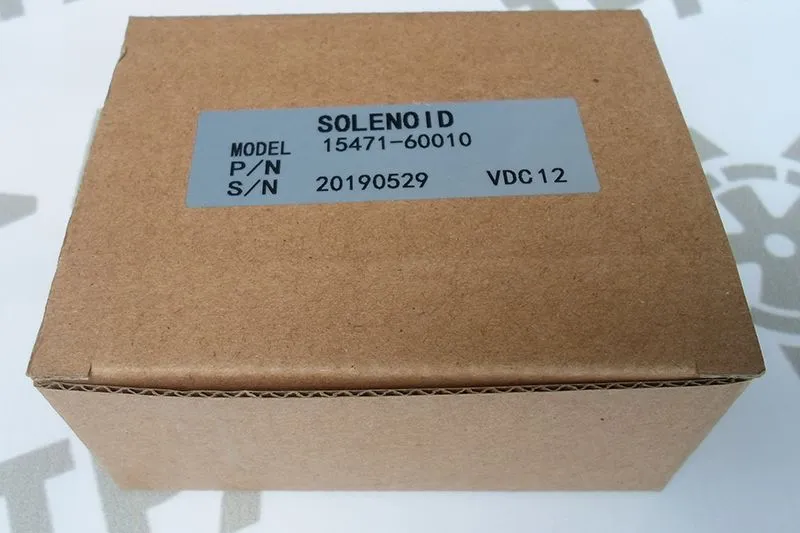 SOLENOID
MODEL 15471-60010
P/N
S/N 20190529 VDC12